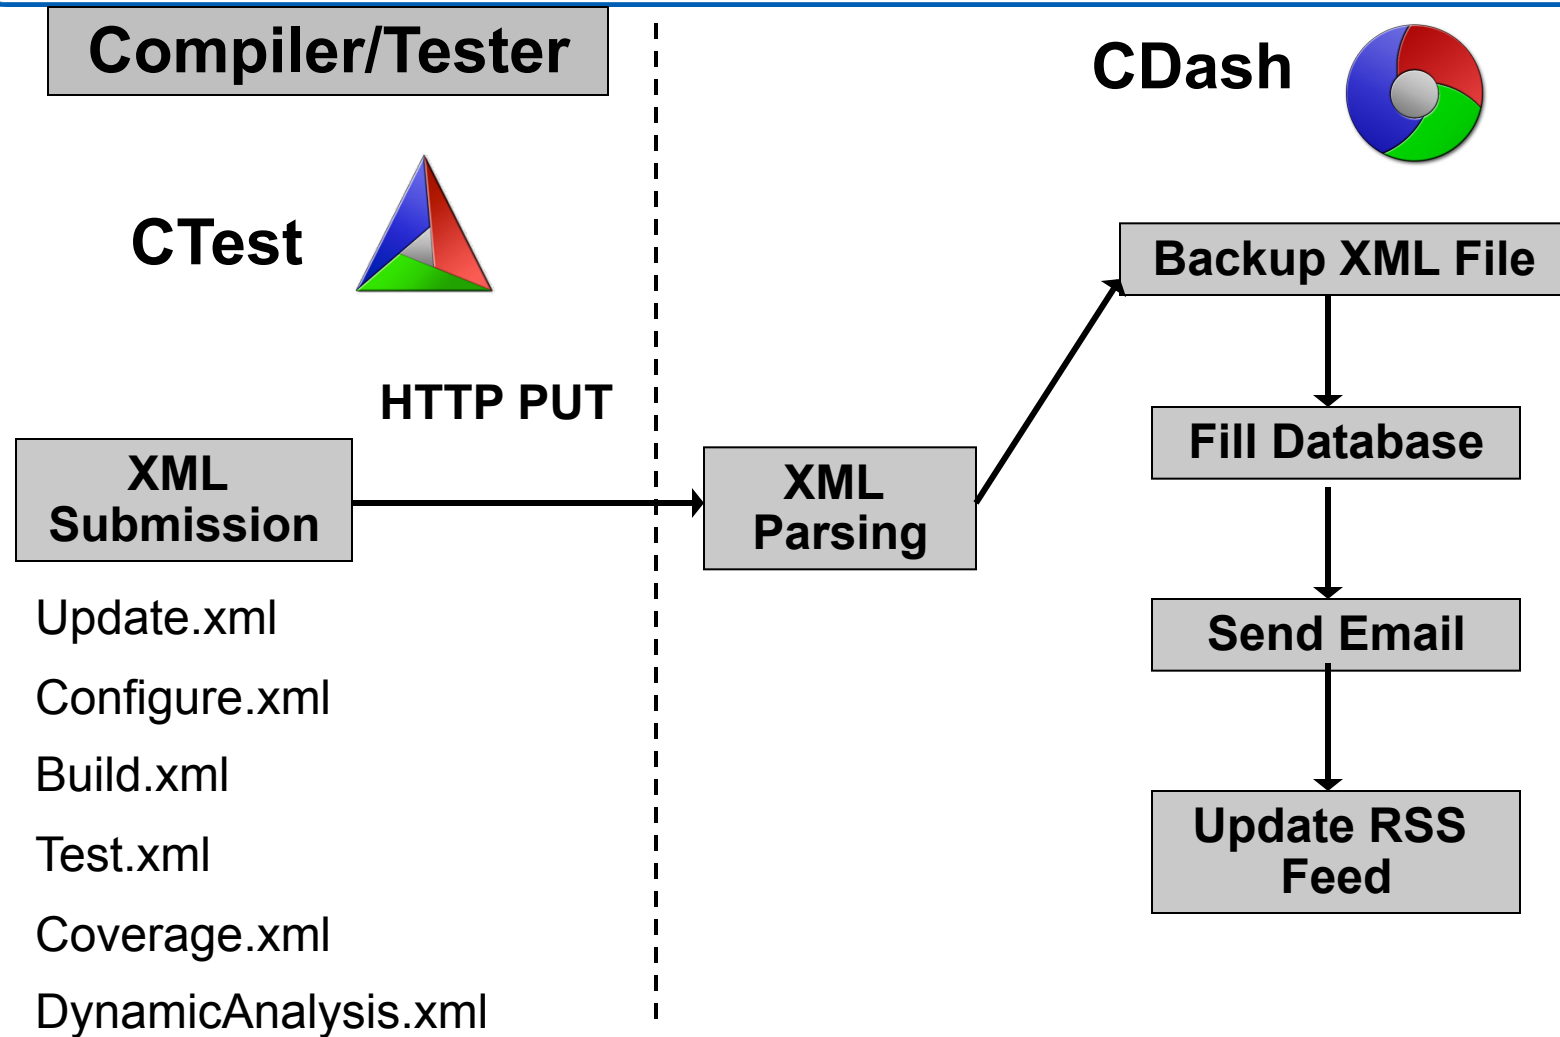 Compiler/Tester
CTest
HTTP PUT
XML
Submission
Update.xml
Configure.xml
Build.xml
Test.xml
Coverage.xml
DynamicAnalysis.xml
CDash
XML
Parsing
Backup XML File
Fill Database
Send Email
Update RSS
Feed